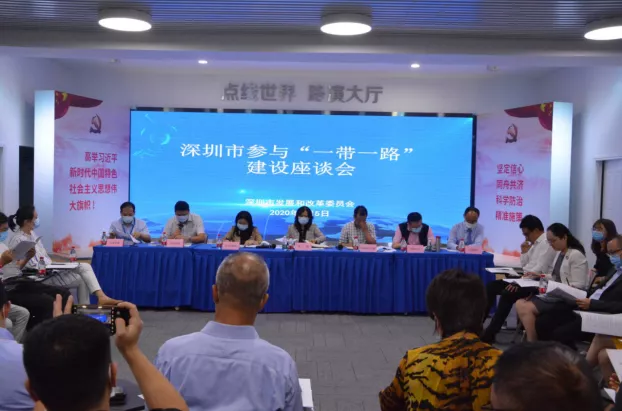 点线世界 路演大厅
深圳市参与“一带一路”
建设座谈会
深圳市发展和改革委员会
高举习近平
新时代中国特色
社会主义思想伟
大旗帜！
坚定信心
同舟共济
科学防治
精准施策